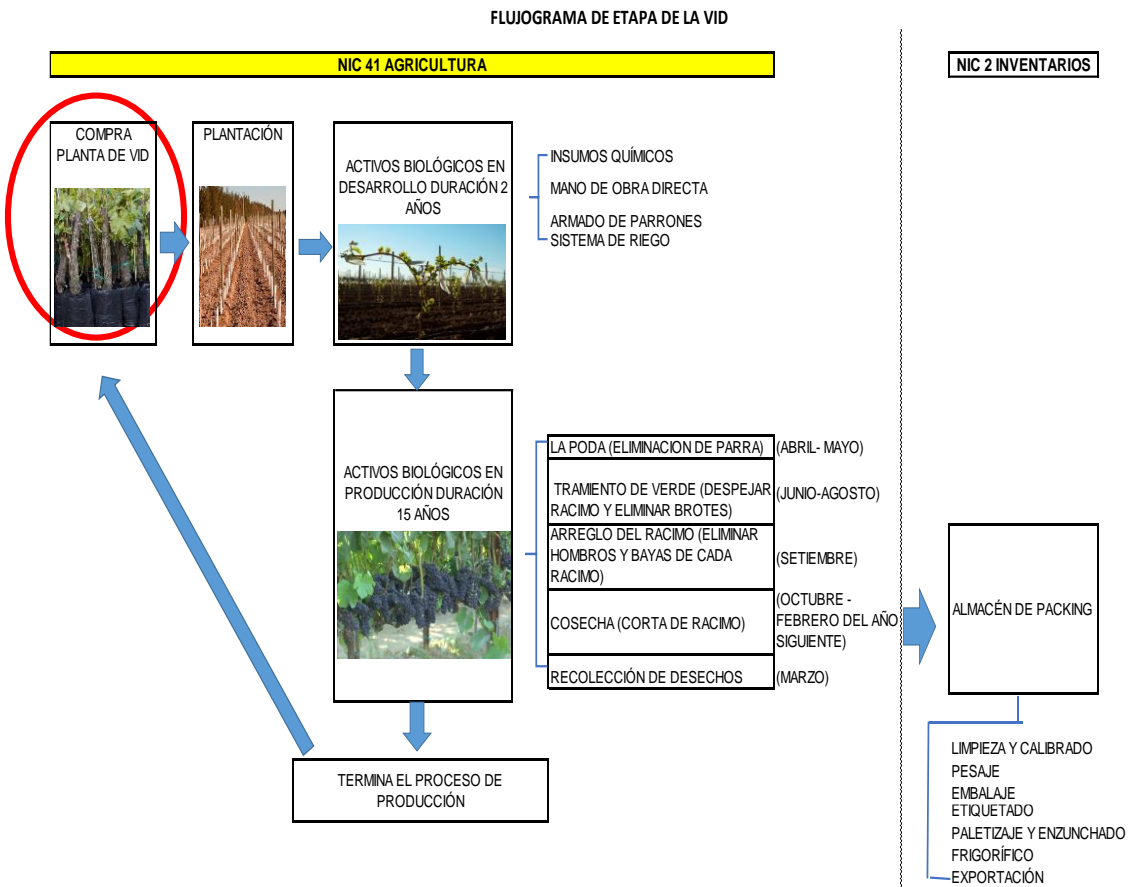 FLUJOGRAMA DE ETAPA DE LA VID
NIC 41 AGRICULTURA
NIC 2 INVENTARIOS
COMPRA
PLANTA DE VID
PLANTACIÓN
ACTIVOS BIOLÓGICOS EN
DESARROLLO DURACIÓN 2
AÑOS
INSUMOS QUÍMICOS
MANO DE OBRA DIRECTA
ARMADO DE PARRONES
SISTEMA DE RIEGO
ACTIVOS BIOLÓGICOS EN
PRODUCCIÓN DURACIÓN
15 AÑOS
LA PODA (ELIMINACION DE PARRA)
(ABRIL- MAYO)
TRAMIENTO DE VERDE (DESPEJAR
RACIMO Y ELIMINAR BROTES)
(JUNIO-AGOSTO)
ARREGLO DEL RACIMO (ELIMINAR
HOMBROS Y BAYAS DE CADA
RACIMO)
(SETIEMBRE)
COSECHA (CORTA DE RACIMO)
(OCTUBRE -
FEBRERO DEL AÑO
SIGUIENTE)
RECOLECCIÓN DE DESECHOS
(MARZO)
TERMINA EL PROCESO DE
PRODUCCIÓN
ALMACÉN DE PACKING
LIMPIEZA Y CALIBRADO
PESAJE
EMBALAJE
ETIQUETADO
PALETIZAJE Y ENZUNCHADO
FRIGORÍFICO
EXPORTACIÓN